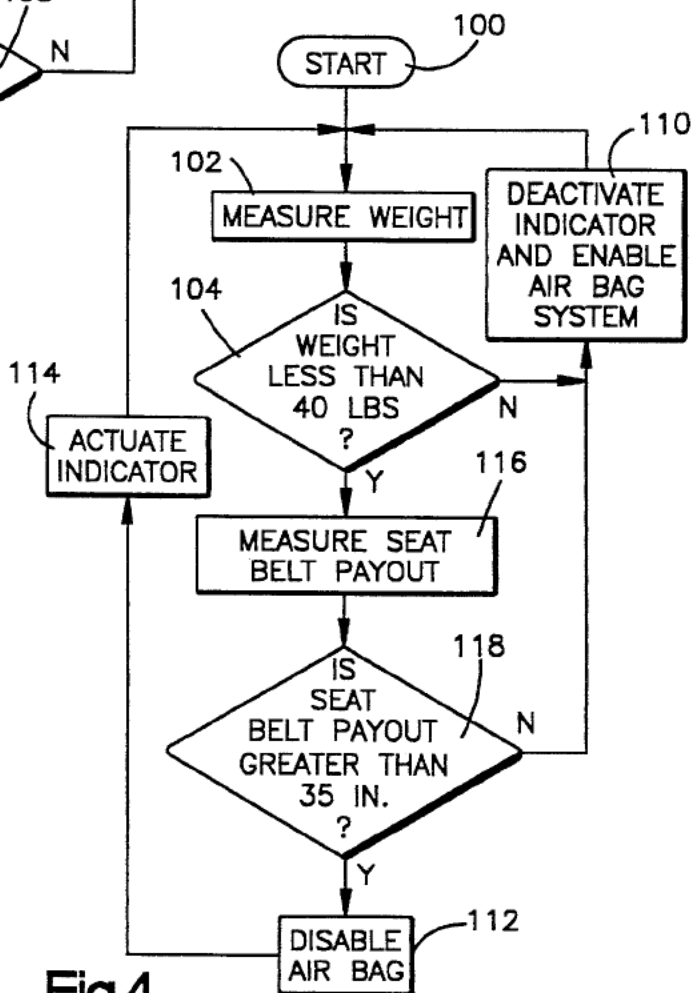 N
START
100
102
MEASURE WEIGHT
110
DEACTIVATE
INDICATOR
AND ENABLE
AIR BAG
SYSTEM
104
IS
WEIGHT
LESS THAN
40 LBS
?
N
Y
114
ACTUATE
INDICATOR
116
MEASURE SEAT
BELT PAYOUT
118
IS
SEAT
BELT PAYOUT
GREATER THAN
35 IN.
?
N
Y
112
DISABLE
AIR BAG
Fig.4